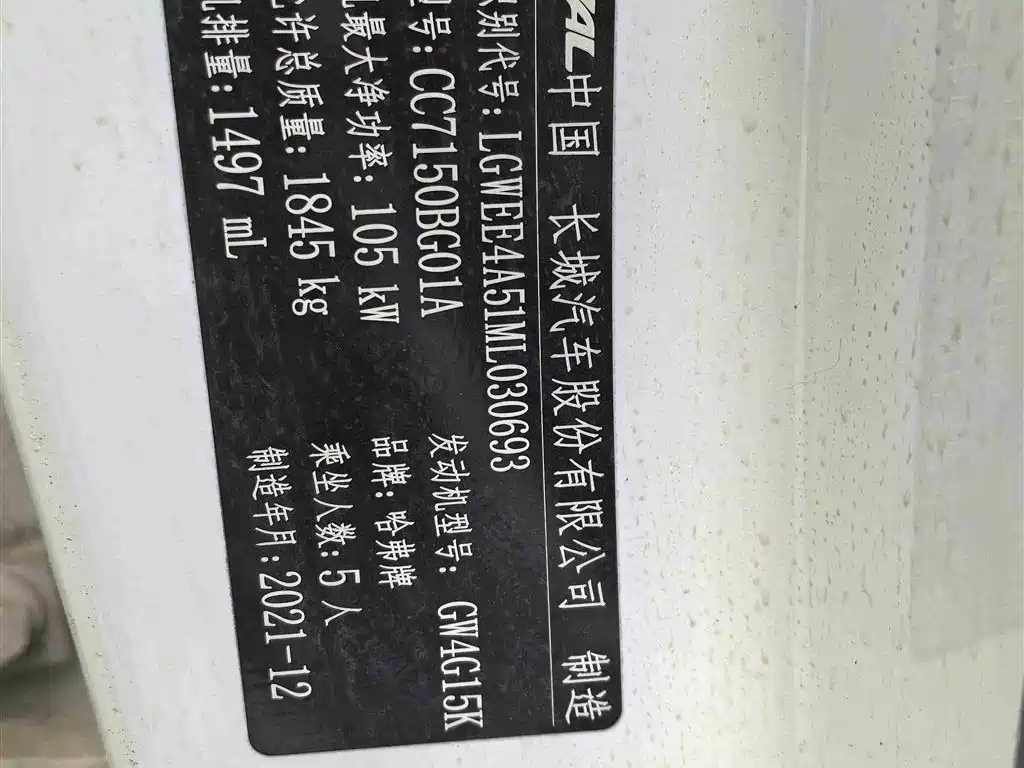 AL中国 长城汽车股份有限公司 制造
识别代号:LGWEE4A51ML030693
型号:CC7150BG01A 发动机型号: GW4G15K
最大净功率:105 kW 品牌:哈弗牌
允许总质量:1845 kg 乘坐人数:5 人
排量:1497 mL 制造年月:2021-12